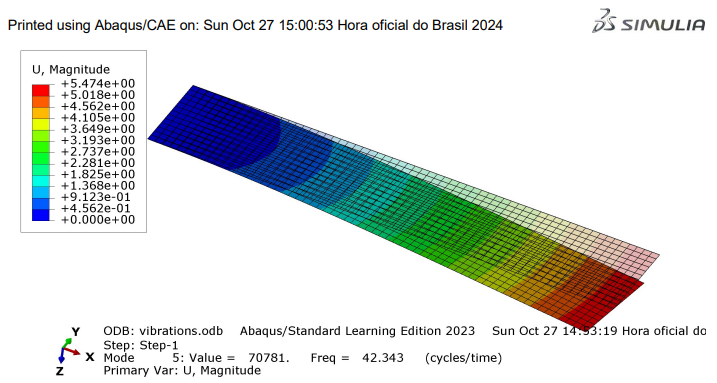 Printed using Abaqus/CAE on: Sun Oct 27 15:00:53 Hora oficial do Brasil 2024
SIMULIA
U, Magnitude
+5.474e+00
+5.018e+00
+4.562e+00
+4.105e+00
+3.649e+00
+3.193e+00
+2.737e+00
+2.281e+00
+1.825e+00
+1.368e+00
+9.123e-01
+4.562e-01
+0.000e+00
Y
X
Z
ODB: vibrations.odb Abaqus/Standard Learning Edition 2023 Sun Oct 27 14:53:19 Hora oficial do
Step: Step-1
Mode 5: Value = 70781. Freq = 42.343 (cycles/time)
Primary Var: U, Magnitude